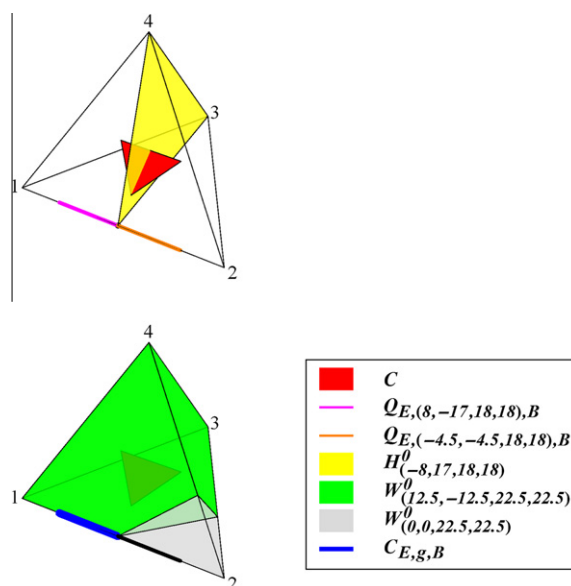 4
3
1
2
4
3
1
2
C
Q_{E,(8,-17,18,18),B}
Q_{E,(-4.5,-4.5,18,18),B}
H^0_{(-8,17,18,18)}
W^0_{(12.5,-12.5,22.5,22.5)}
W^0_{(0,0,22.5,22.5)}
C_{E,g,B}